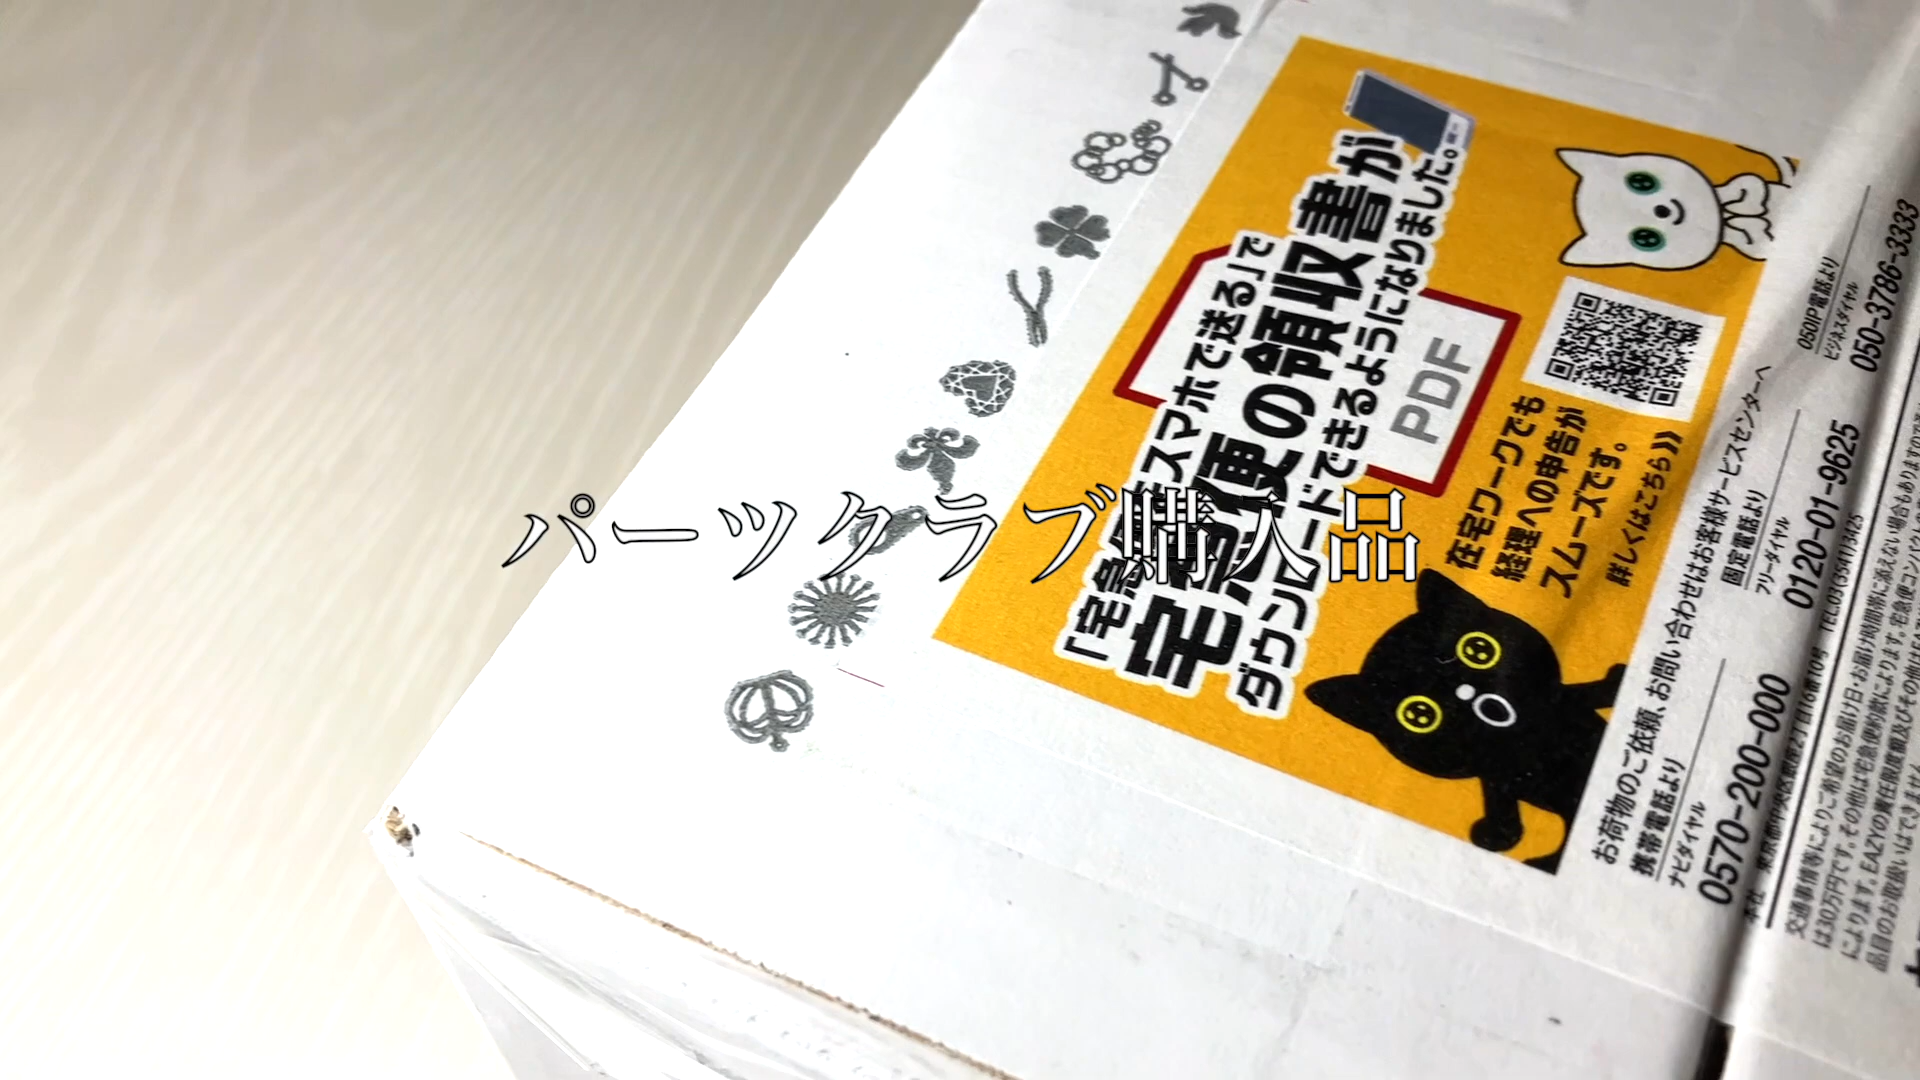 パーツクラブ購入品
「宅急便をスマホで送る」で
宅急便の領収書が
ダウンロードできるようになりました。
PDF
在宅ワークでも
経理への申告が
スムーズです。
詳しくはこちら》
お荷物のご依頼、お問い合わせはお客様サービスセンターへ
携帯電話より
ナビダイヤル
0570-200-000
固定電話より
フリーダイヤル
0120-01-9625
050IP電話より
ビジネスダイヤル
050-3786-3333